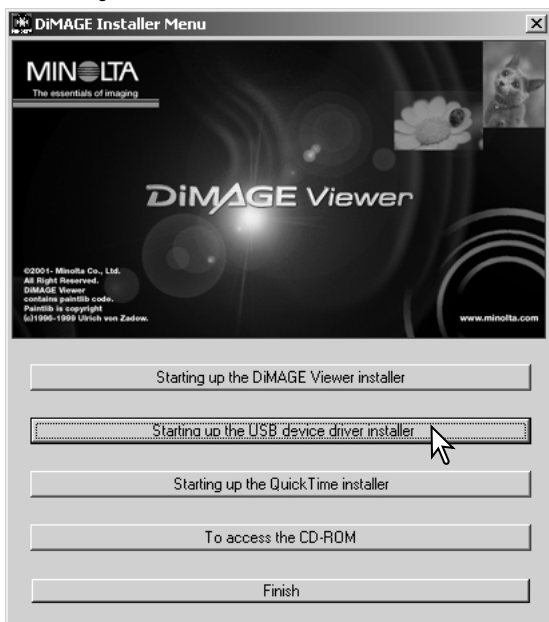 DiMAGE Installer Menu
MINOLTA
The essentials of imaging
DiMAGE Viewer
©2001- Minolta Co., Ltd.
All Right Reserved.
DiMAGE Viewer
contains paintlib code.
Paintlib is copyright
(c)1996-1999 Ulrich von Zadow.
www.minolta.com
Starting up the DiMAGE Viewer installer
Starting up the USB device driver installer
Starting up the QuickTime installer
To access the CD-ROM
Finish